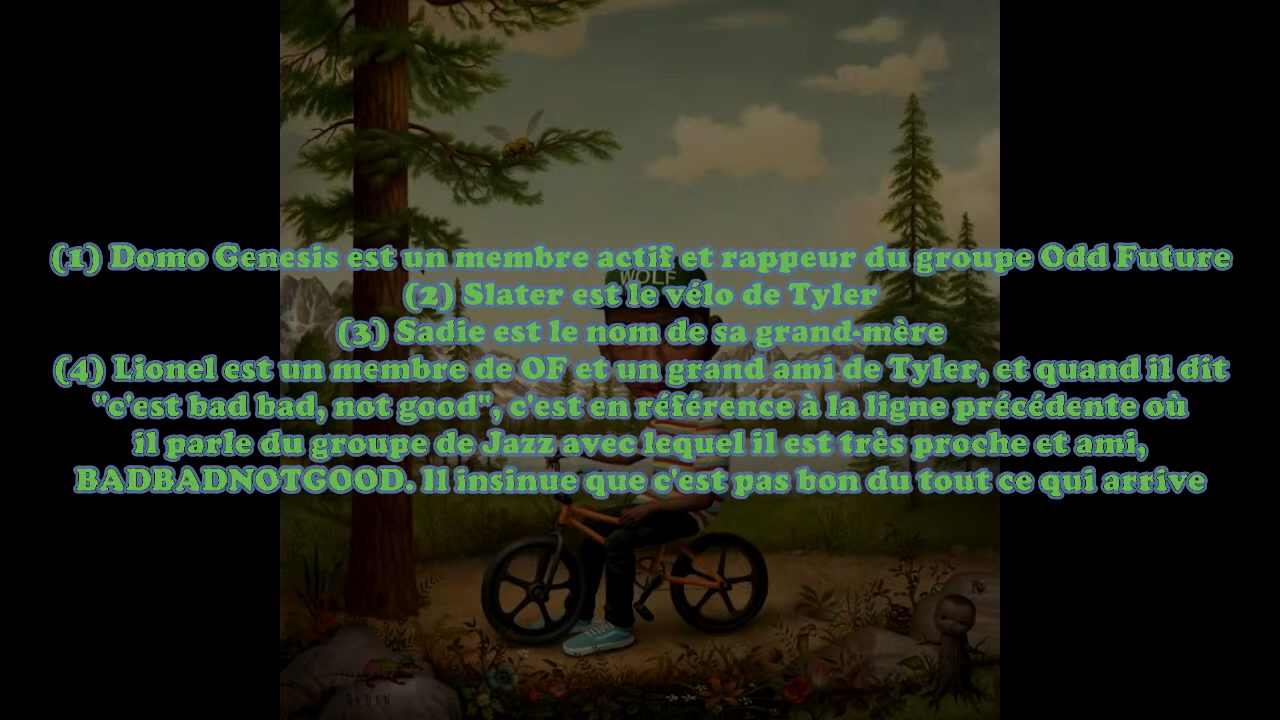 (1) Domo Genesis est un membre actif et rappeur du groupe Odd Future
WOLF
(2) Slater est le vélo de Tyler
(3) Sadie est le nom de sa grand-mère
(4) Lionel est un membre de OF et un grand ami de Tyler, et quand il dit
"c'est bad bad, not good", c'est en référence à la ligne précédente où
il parle du groupe de Jazz avec lequel il est très proche et ami,
BADBADNOTGOOD. Il insinue que c'est pas bon du tout ce qui arrive